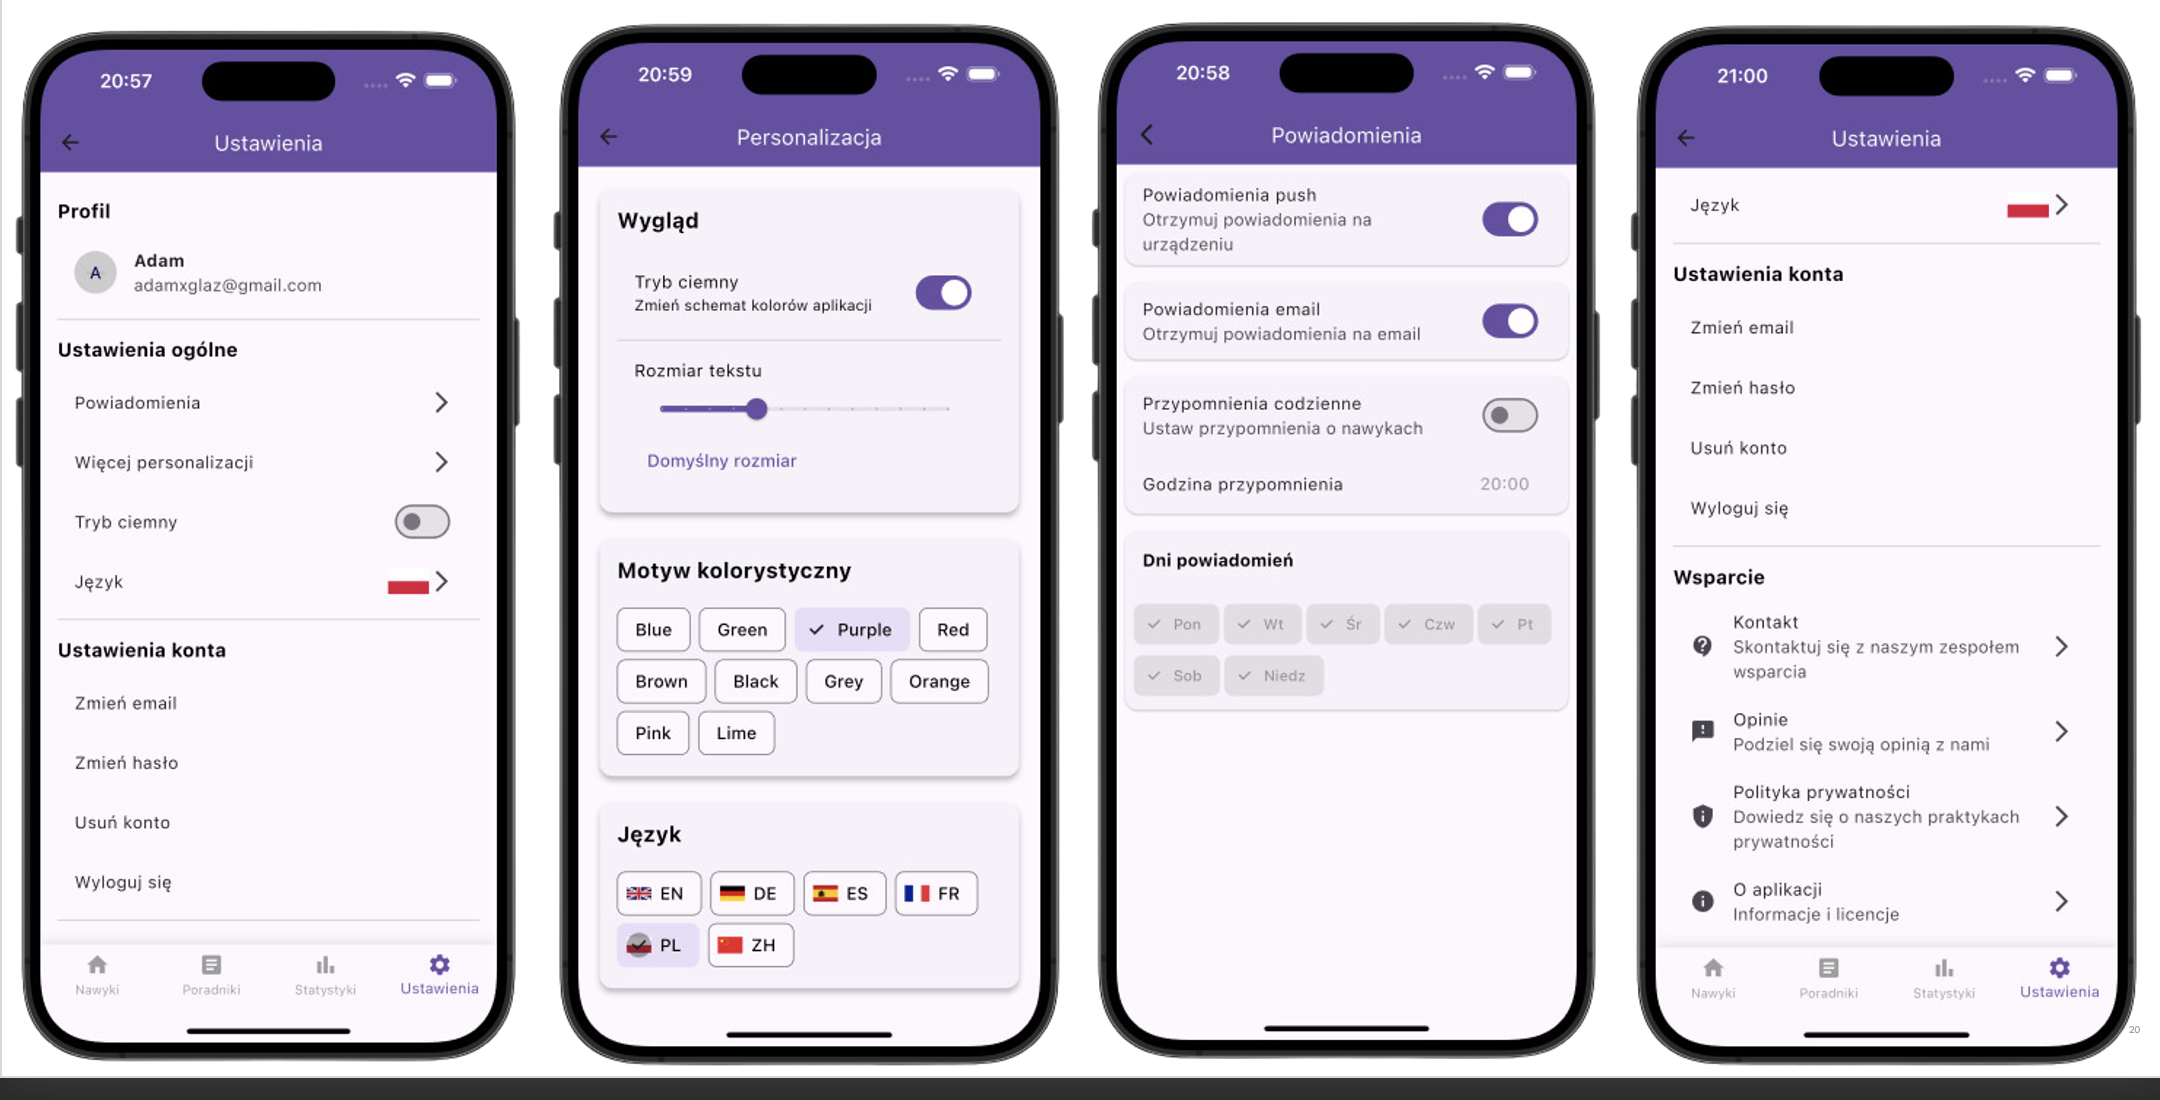 20:57
Ustawienia
Profil
A
Adam
adamxglaz@gmail.com
Ustawienia ogólne
Powiadomienia
Więcej personalizacji
Tryb ciemny
Język
Ustawienia konta
Zmień email
Zmień hasło
Usuń konto
Wyloguj się
Nawyki Poradniki Statystyki Ustawienia
20:59
Personalizacja
Wygląd
Tryb ciemny
Zmień schemat kolorów aplikacji
Rozmiar tekstu
Domyślny rozmiar
Motyw kolorystyczny
Blue Green Purple Red
Brown Black Grey Orange
Pink Lime
Język
EN DE ES FR
PL ZH
20:58
Powiadomienia
Powiadomienia push
Otrzymuj powiadomienia na
urządzeniu
Powiadomienia email
Otrzymuj powiadomienia na email
Przypomnienia codzienne
Ustaw przypomnienia o nawykach
Godzina przypomnienia 20:00
Dni powiadomień
Pon Wt Śr Czw Pt
Sob Niedz
21:00
Ustawienia
Język
Ustawienia konta
Zmień email
Zmień hasło
Usuń konto
Wyloguj się
Wsparcie
Kontakt
Skontaktuj się z naszym zespołem
wsparcia
Opinie
Podziel się swoją opinią z nami
Polityka prywatności
Dowiedz się o naszych praktykach
prywatności
O aplikacji
Informacje i licencje
Nawyki Poradniki Statystyki Ustawienia
20